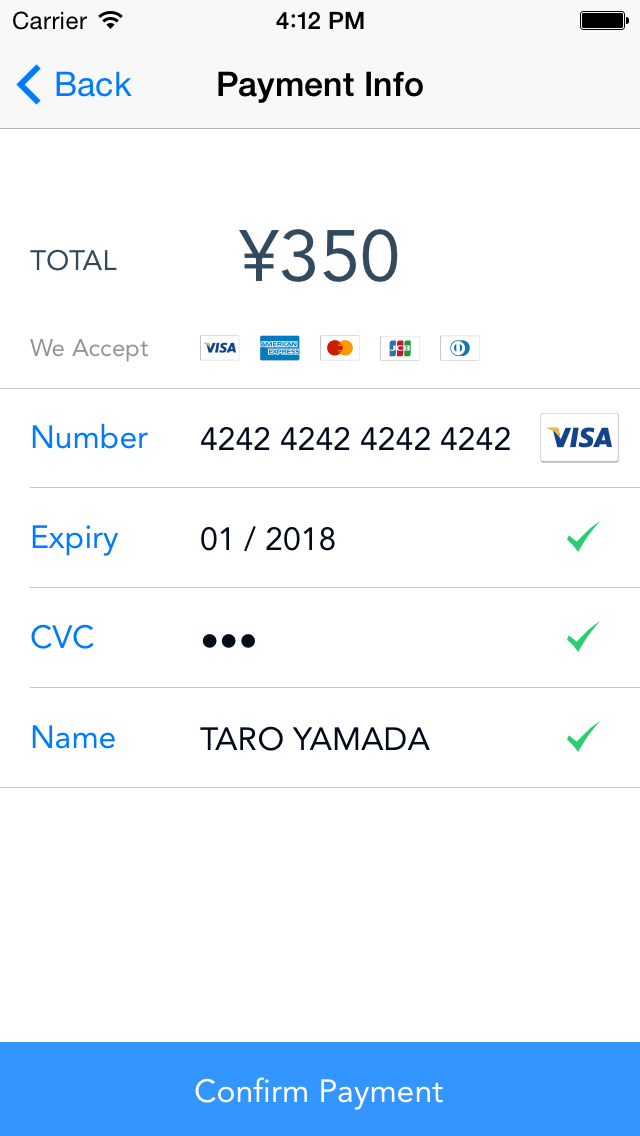 Carrier 4:12 PM
Back Payment Info
TOTAL ¥350
We Accept VISA AMERICAN EXPRESS JCB
Number 4242 4242 4242 4242 VISA
Expiry 01 / 2018
CVC •••
Name TARO YAMADA
Confirm Payment